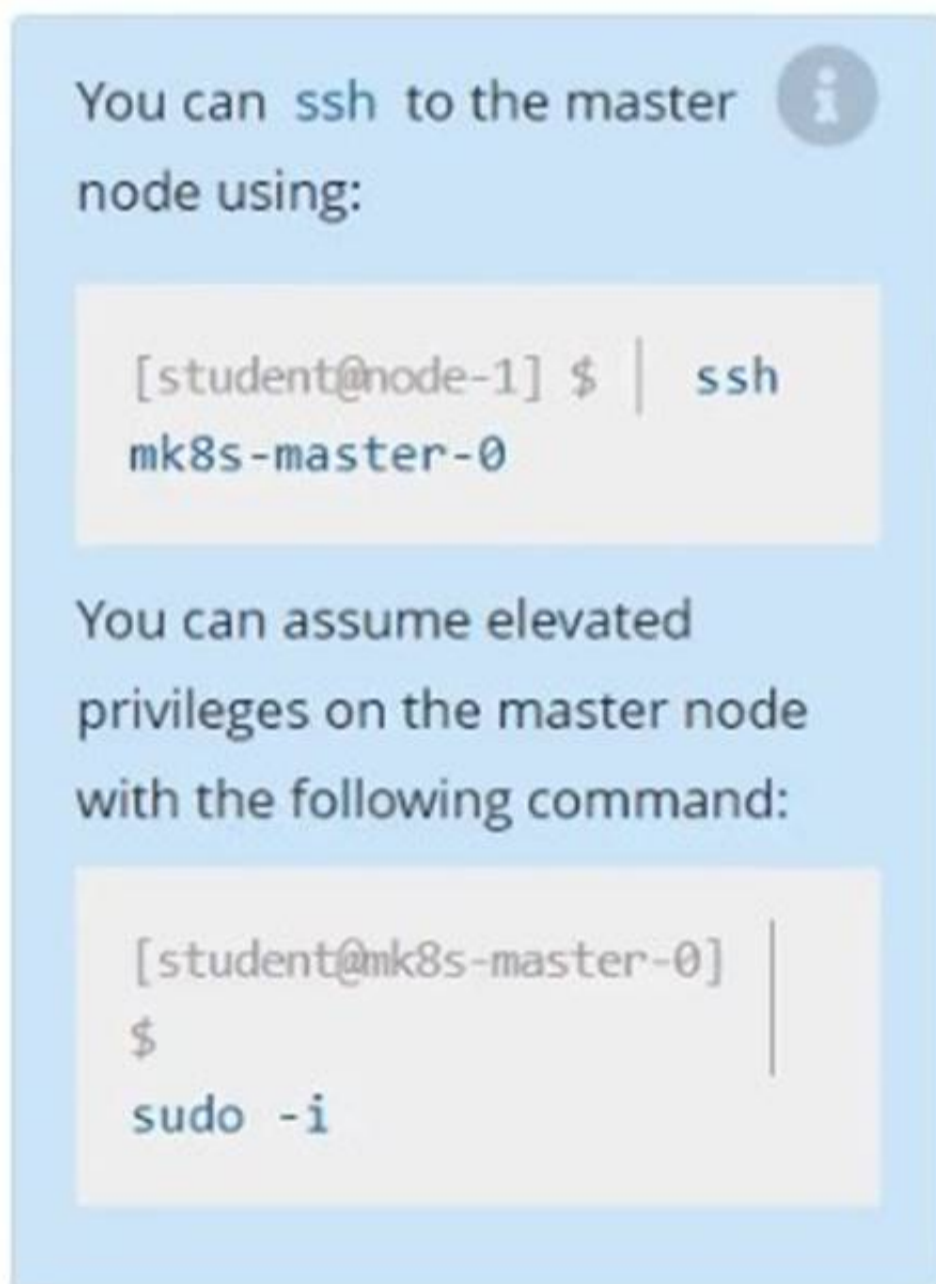 You can ssh to the master
node using:
[student@node-1] $ | ssh
mk8s-master-0
You can assume elevated
privileges on the master node
with the following command:
[student@mk8s-master-0] |
$
sudo -i